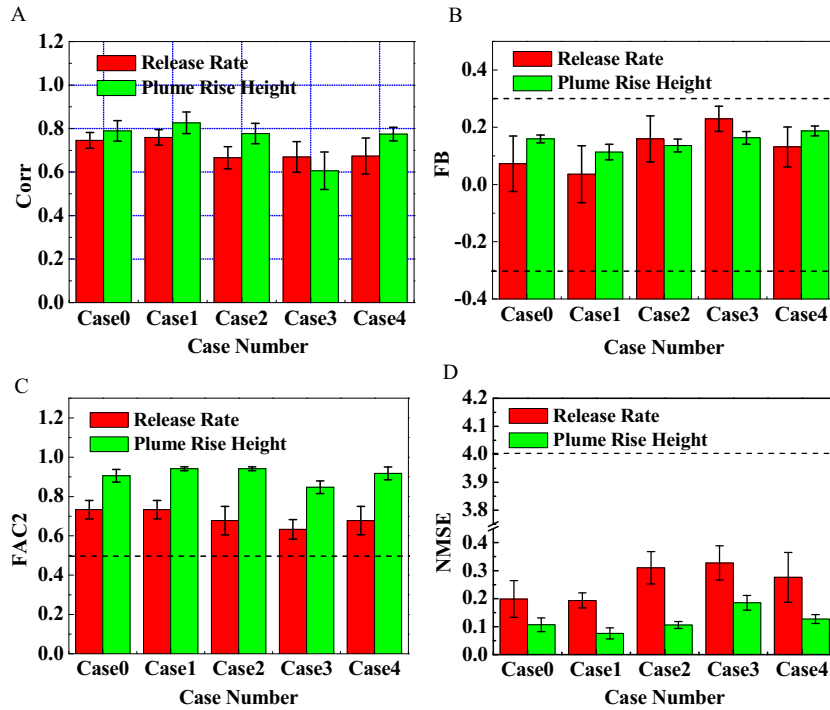 A
1.2
1.0
0.8
0.6
0.4
0.2
0.0
Corr
Release Rate
Plume Rise Height
Case0 Case1 Case2 Case3 Case4
Case Number
B
0.4
0.2
0.0
-0.2
-0.4
FB
Release Rate
Plume Rise Height
Case0 Case1 Case2 Case3 Case4
Case Number
C
1.2
1.0
0.8
0.6
0.4
0.2
0.0
FAC2
Release Rate
Plume Rise Height
Case0 Case1 Case2 Case3 Case4
Case Number
D
4.2
4.1
4.0
3.9
3.8
0.4
0.3
0.2
0.1
0.0
NMSE
Release Rate
Plume Rise Height
Case0 Case1 Case2 Case3 Case4
Case Number